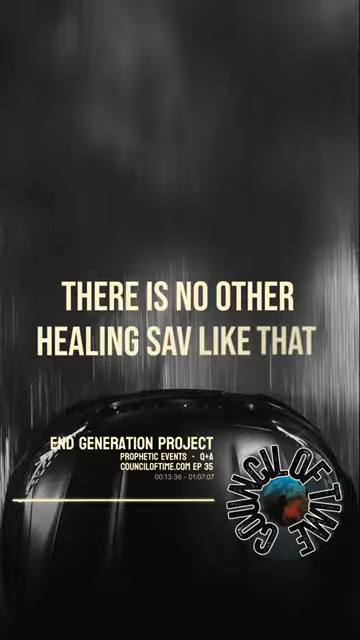 THERE IS NO OTHER
HEALING SAV LIKE THAT
END GENERATION PROJECT
PROPHETIC EVENTS - Q+A
COUNCILOFTIME.COM EP 35
00:13:36 - 01:07:07
COUNCIL OF TIME